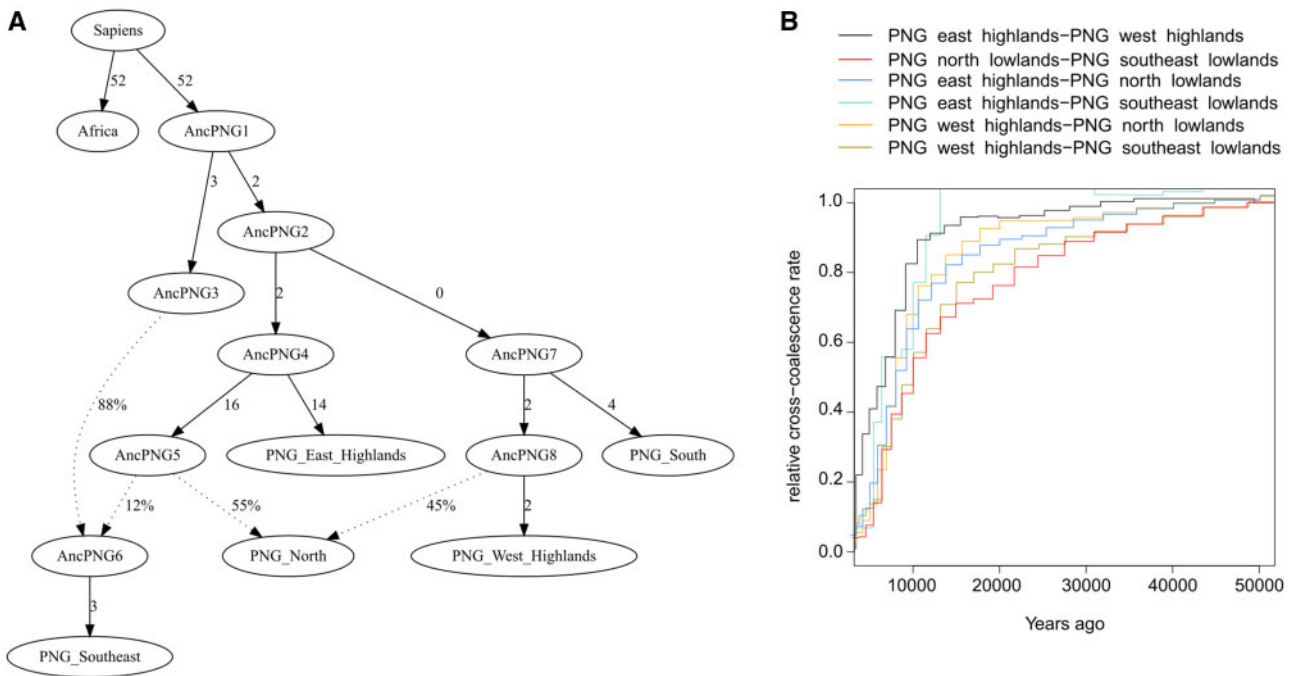 A
Sapiens
52
52
Africa
AncPNG1
3
2
AncPNG2
AncPNG3
2
0
AncPNG4
AncPNG7
88%
16
14
2
4
AncPNG5
PNG_East_Highlands
AncPNG8
PNG_South
12%
55%
45%
2
AncPNG6
PNG_North
PNG_West_Highlands
3
PNG_Southeast
B
PNG east highlands−PNG west highlands
PNG north lowlands−PNG southeast lowlands
PNG east highlands−PNG north lowlands
PNG east highlands−PNG southeast lowlands
PNG west highlands−PNG north lowlands
PNG west highlands−PNG southeast lowlands
relative cross−coalescence rate
1.0
0.8
0.6
0.4
0.2
0.0
10000 20000 30000 40000 50000
Years ago